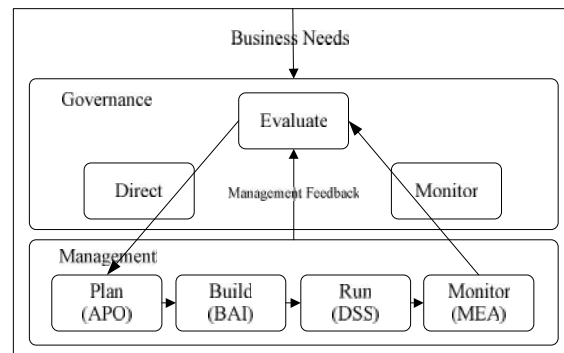 Business Needs
Governance
Evaluate
Direct
Management Feedback
Monitor
Management
Plan
(APO)
Build
(BAI)
Run
(DSS)
Monitor
(MEA)